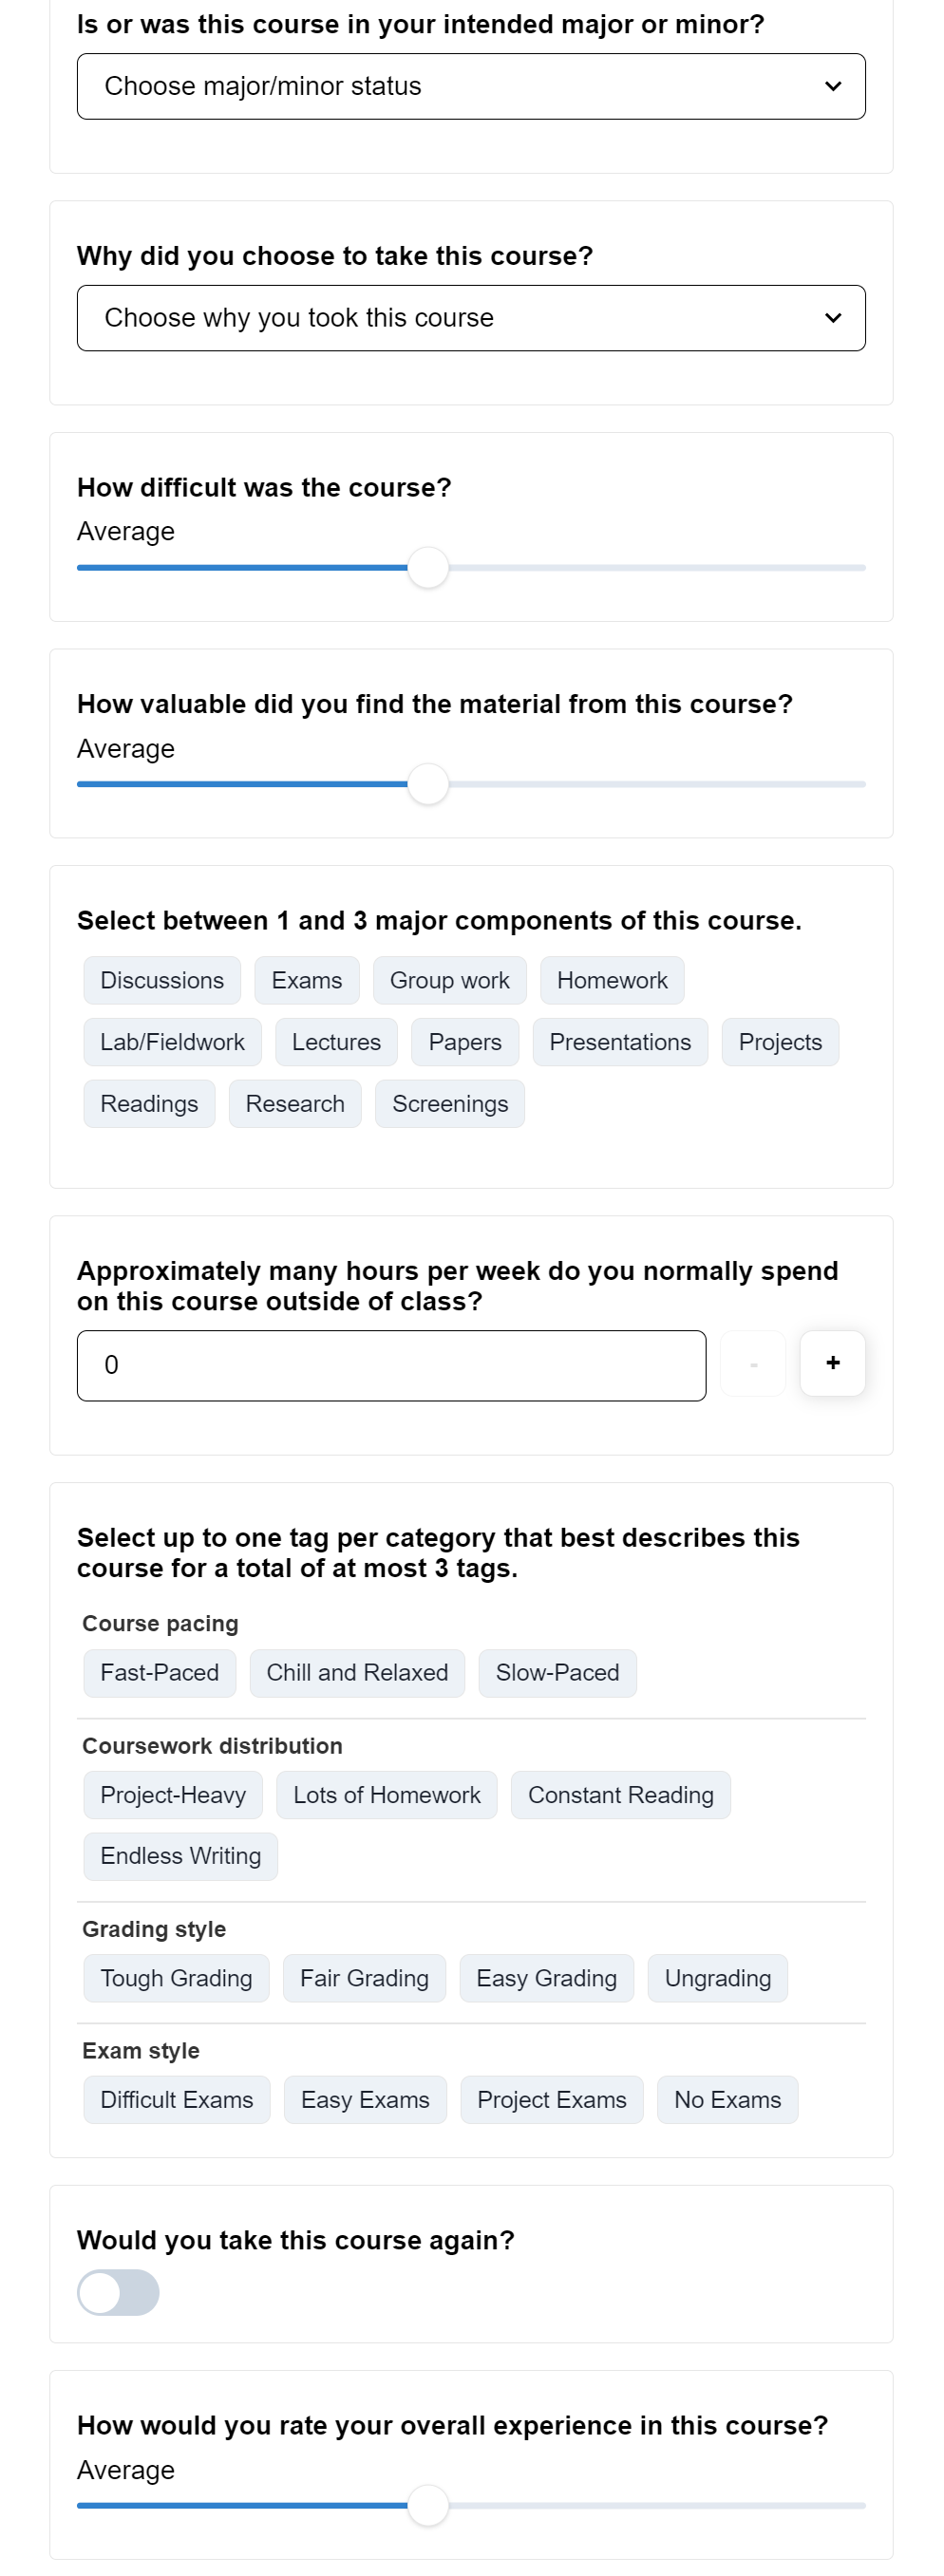 Is or was this course in your intended major or minor?
Choose major/minor status
Why did you choose to take this course?
Choose why you took this course
How difficult was the course?
Average
How valuable did you find the material from this course?
Average
Select between 1 and 3 major components of this course.
Discussions Exams Group work Homework
Lab/Fieldwork Lectures Papers Presentations Projects
Readings Research Screenings
Approximately many hours per week do you normally spend
on this course outside of class?
0 - +
Select up to one tag per category that best describes this
course for a total of at most 3 tags.
Course pacing
Fast-Paced Chill and Relaxed Slow-Paced
Coursework distribution
Project-Heavy Lots of Homework Constant Reading
Endless Writing
Grading style
Tough Grading Fair Grading Easy Grading Ungrading
Exam style
Difficult Exams Easy Exams Project Exams No Exams
Would you take this course again?
How would you rate your overall experience in this course?
Average